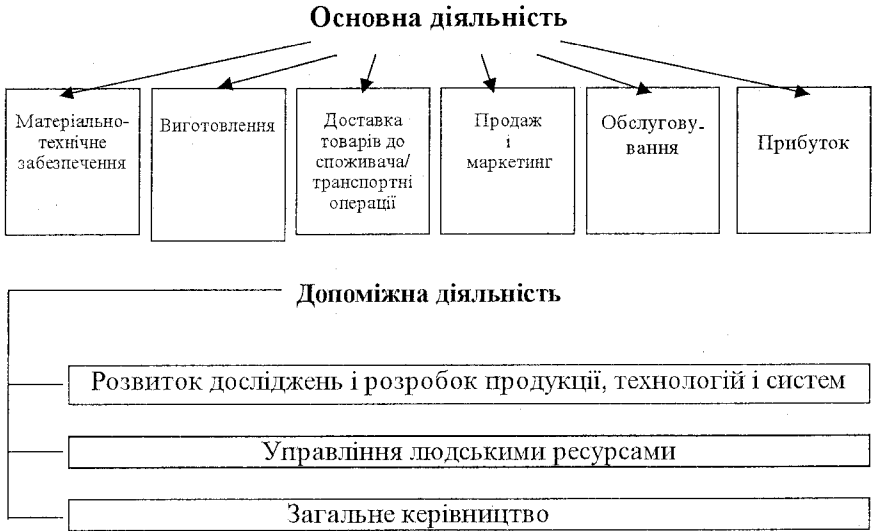 Основна діяльність
Матеріально-
технічне
забезпечення
Виготовлення
Доставка
товарів до
споживача/
транспортні
операції
Продаж
і
маркетинг
Обслугову-
вання
Прибуток
Допоміжна діяльність
Розвиток досліджень і розробок продукції, технологій і систем
Управління людськими ресурсами
Загальне керівництво